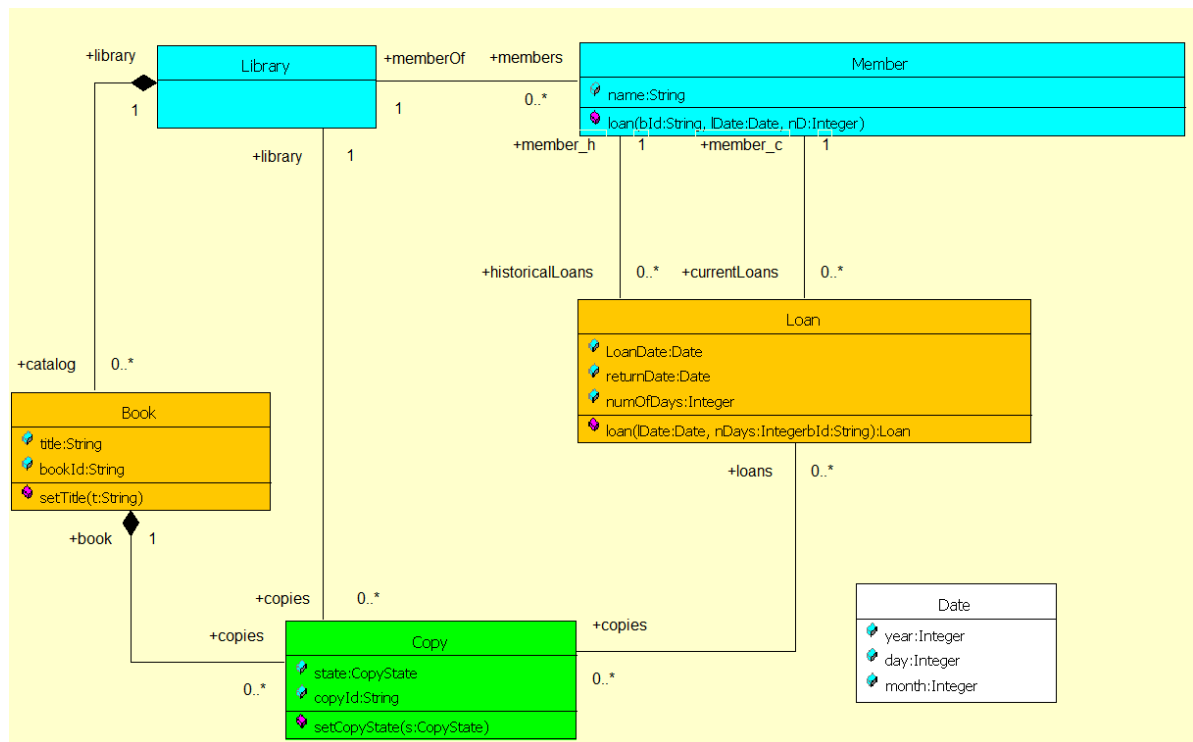 +library
Library
+memberOf
+members
Member
1
1
0..*
name:String
loan(bId:String, lDate:Date, nD:Integer)
+library
1
+member_h
1
+member_c
1
+historicalLoans
0..*
+currentLoans
0..*
Loan
LoanDate:Date
returnDate:Date
numOfDays:Integer
loan(lDate:Date, nDays:IntegerbId:String):Loan
+catalog
0..*
Book
title:String
bookId:String
setTitle(t:String)
+book
1
+loans
0..*
+copies
0..*
+copies
0..*
+copies
0..*
Copy
state:CopyState
copyId:String
setCopyState(s:CopyState)
Date
year:Integer
day:Integer
month:Integer